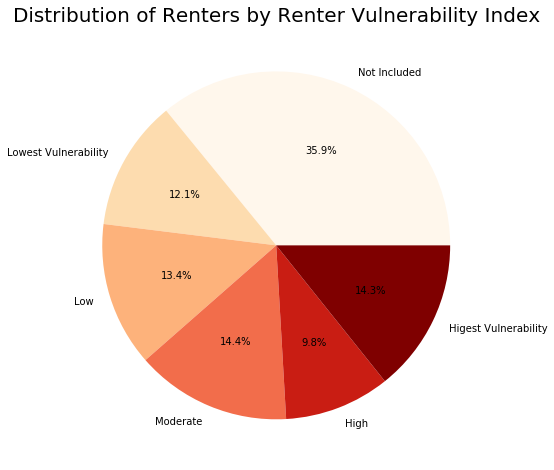 Distribution of Renters by Renter Vulnerability Index
Not Included
35.9%
Lowest Vulnerability
12.1%
Low
13.4%
Moderate
14.4%
High
9.8%
Higest Vulnerability
14.3%